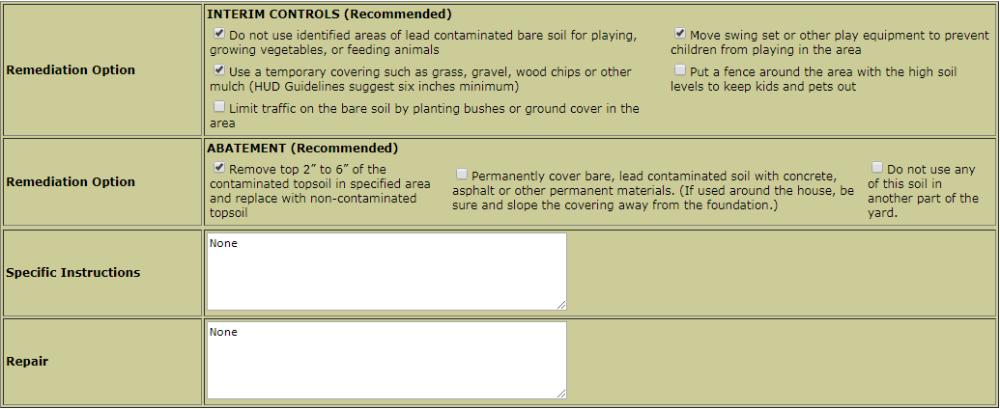 INTERIM CONTROLS (Recommended)
Do not use identified areas of lead contaminated bare soil for playing,
growing vegetables, or feeding animals
Move swing set or other play equipment to prevent
children from playing in the area
Remediation Option
Use a temporary covering such as grass, gravel, wood chips or other
mulch (HUD Guidelines suggest six inches minimum)
Put a fence around the area with the high soil
levels to keep kids and pets out
Limit traffic on the bare soil by planting bushes or ground cover in the
area
ABATEMENT (Recommended)
Remediation Option
Remove top 2” to 6” of the
contaminated topsoil in specified area
and replace with non-contaminated
topsoil
Permanently cover bare, lead contaminated soil with concrete,
asphalt or other permanent materials. (If used around the house, be
sure and slope the covering away from the foundation.)
Do not use any
of this soil in
another part of the
yard.
Specific Instructions
None
Repair
None